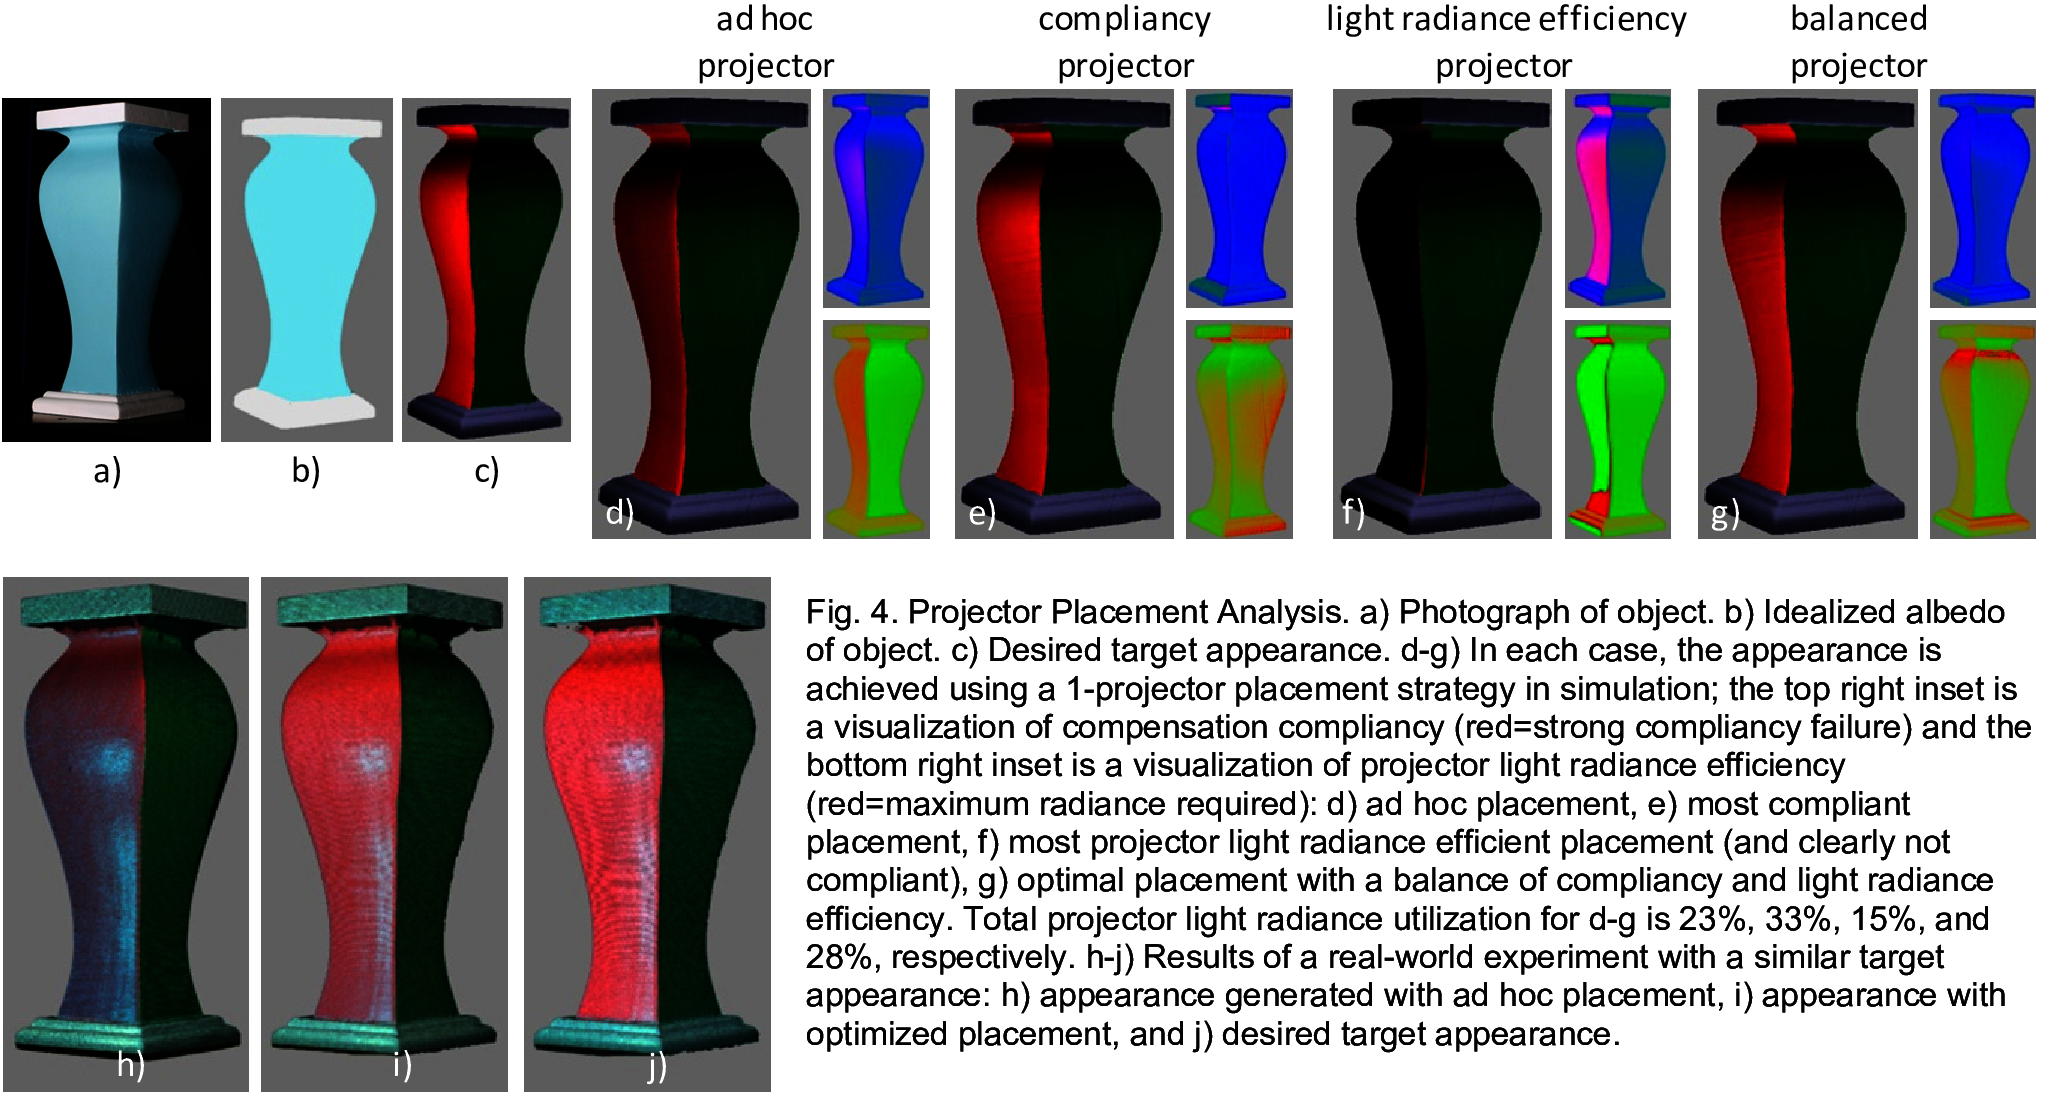 ad hoc
projector
compliancy
projector
light radiance efficiency
projector
balanced
projector
a)
b)
c)
d)
e)
f)
g)
h)
i)
j)
Fig. 4. Projector Placement Analysis. a) Photograph of object. b) Idealized albedo
of object. c) Desired target appearance. d-g) In each case, the appearance is
achieved using a 1-projector placement strategy in simulation; the top right inset is
a visualization of compensation compliancy (red=strong compliancy failure) and the
bottom right inset is a visualization of projector light radiance efficiency
(red=maximum radiance required): d) ad hoc placement, e) most compliant
placement, f) most projector light radiance efficient placement (and clearly not
compliant), g) optimal placement with a balance of compliancy and light radiance
efficiency. Total projector light radiance utilization for d-g is 23%, 33%, 15%, and
28%, respectively. h-j) Results of a real-world experiment with a similar target
appearance: h) appearance generated with ad hoc placement, i) appearance with
optimized placement, and j) desired target appearance.